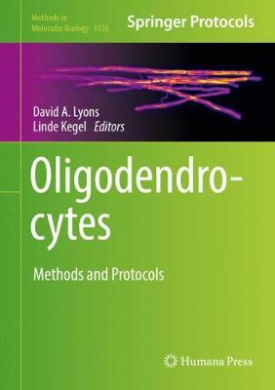 Methods in
Molecular Biology 1936
Springer Protocols
David A. Lyons
Linde Kegel Editors
Oligodendro-
cytes
Methods and Protocols
Humana Press